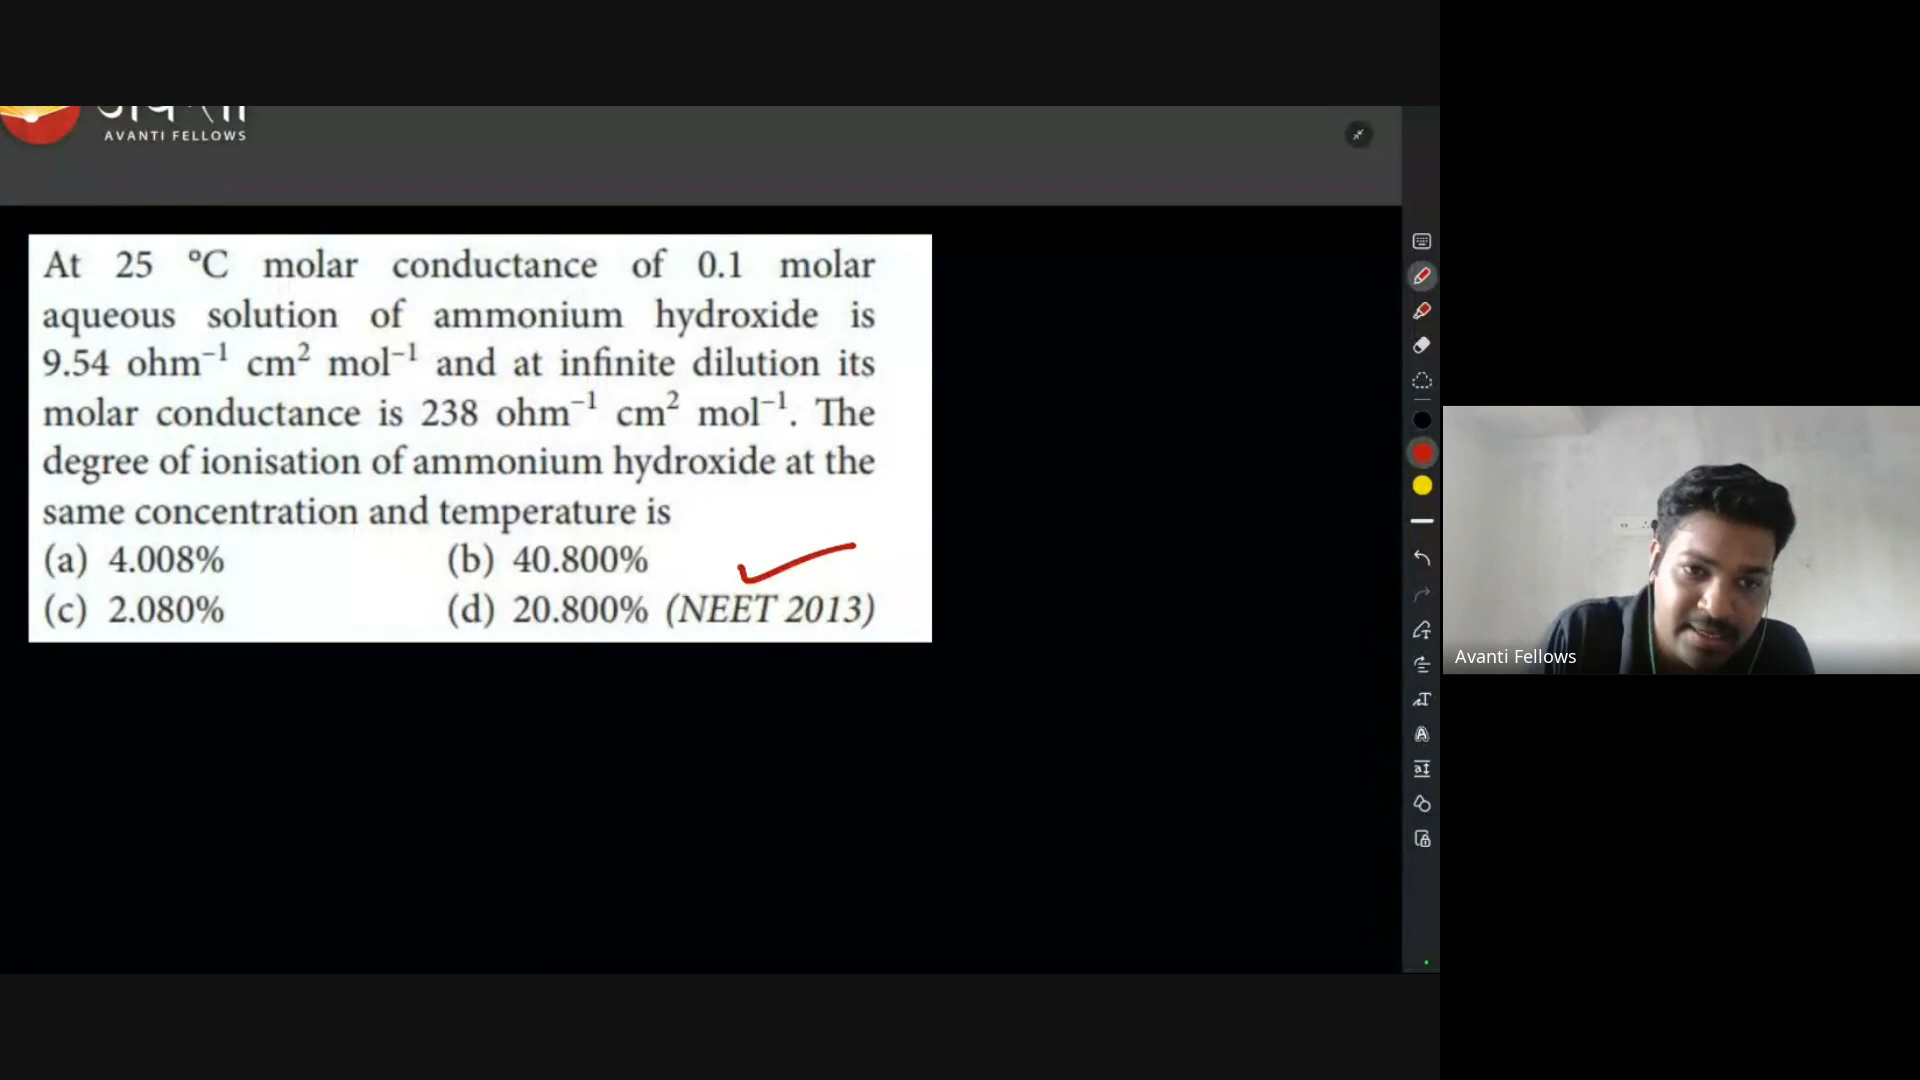 AVANTI FELLOWS
At 25 °C molar conductance of 0.1 molar
aqueous solution of ammonium hydroxide is
9.54 ohm⁻¹ cm² mol⁻¹ and at infinite dilution its
molar conductance is 238 ohm⁻¹ cm² mol⁻¹. The
degree of ionisation of ammonium hydroxide at the
same concentration and temperature is
(a) 4.008% (b) 40.800%
(c) 2.080% (d) 20.800% (NEET 2013)
Avanti Fellows